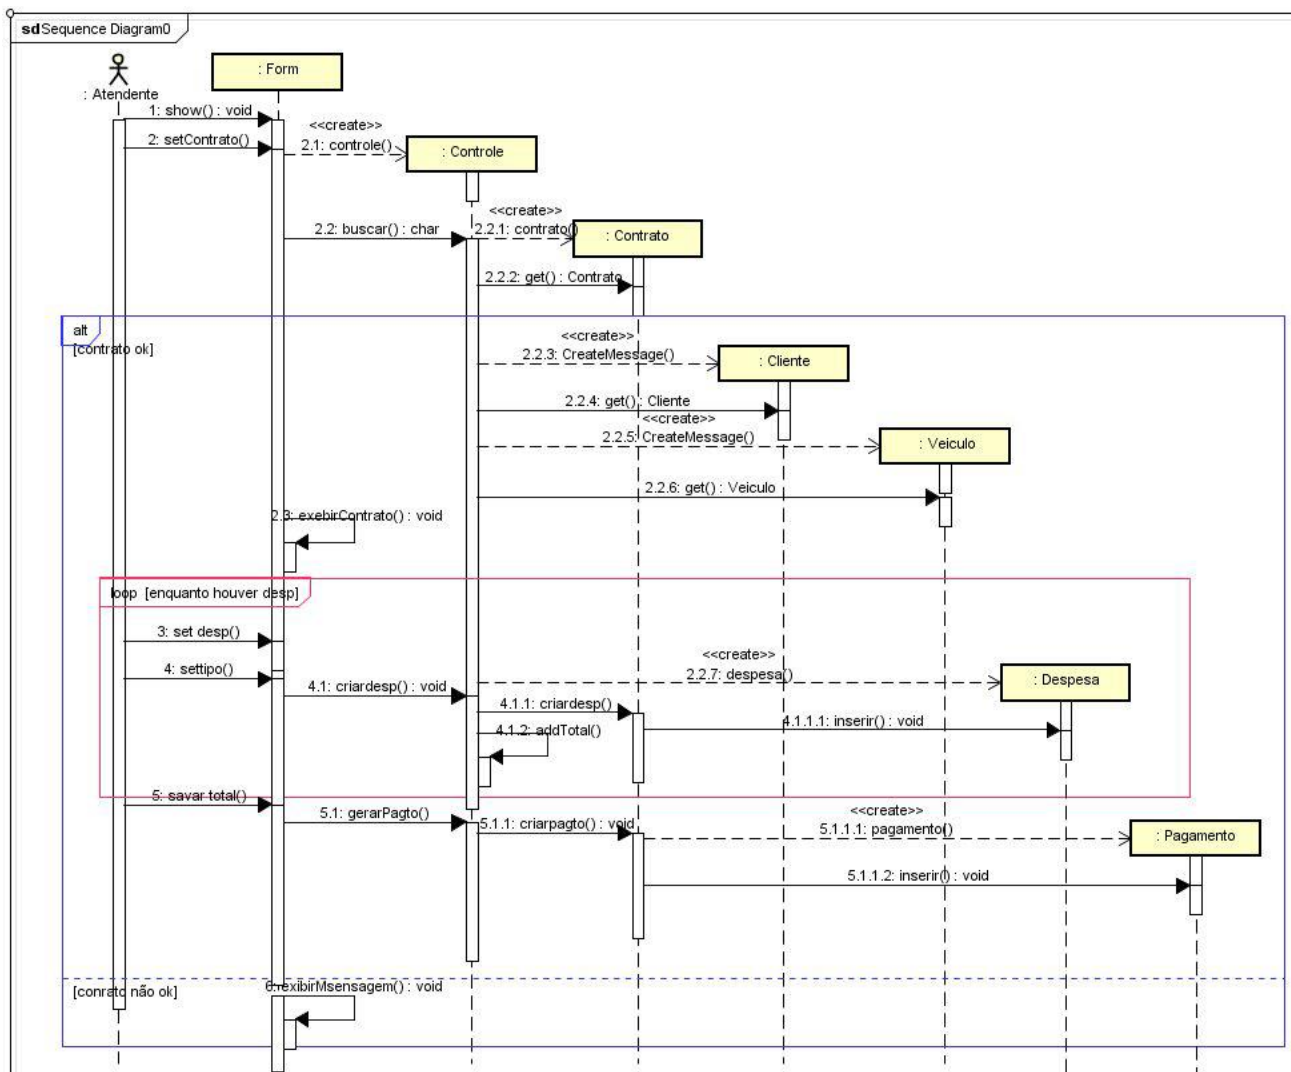 sd Sequence Diagram0
: Atendente
: Form
1: show() : void
<<create>>
2: setContrato()
2.1: controle()
: Controle
<<create>>
2.2: buscar() : char
2.2.1: contrato()
: Contrato
2.2.2: get() : Contrato
alt
[contrato ok]
<<create>>
2.2.3: CreateMessage()
: Cliente
2.2.4: get() : Cliente
<<create>>
2.2.5: CreateMessage()
: Veiculo
2.2.6: get() : Veiculo
2.3: exebirContrato() : void
loop [enquanto houver desp]
3: set desp()
<<create>>
4: settipo()
2.2.7: despesa()
: Despesa
4.1: criardesp() : void
4.1.1: criardesp()
4.1.1.1: inserir() : void
4.1.2: addTotal()
5: savar total()
<<create>>
5.1: gerarPagto()
5.1.1: criarpagto() : void
5.1.1.1: pagamento()
: Pagamento
5.1.1.2: inserir() : void
[conrato não ok]
6: exibirMsensagem() : void